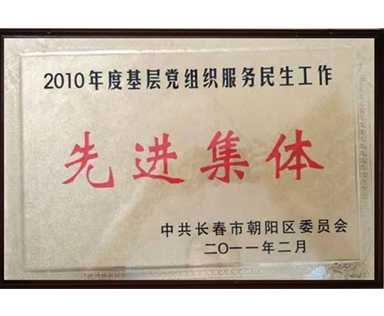 2010年度基层党组织服务民生工作
先进集体
中共长春市朝阳区委员会
二〇一一年二月